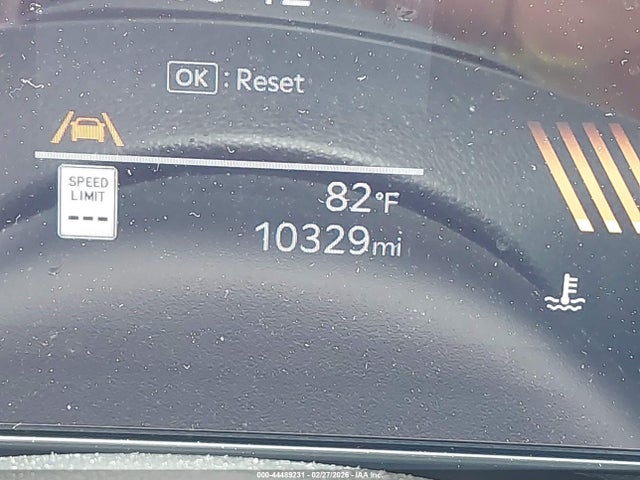 OK : Reset
SPEED
LIMIT
---
82°F
10329mi
000-44489231 - 02/27/2026 - IAA Inc.